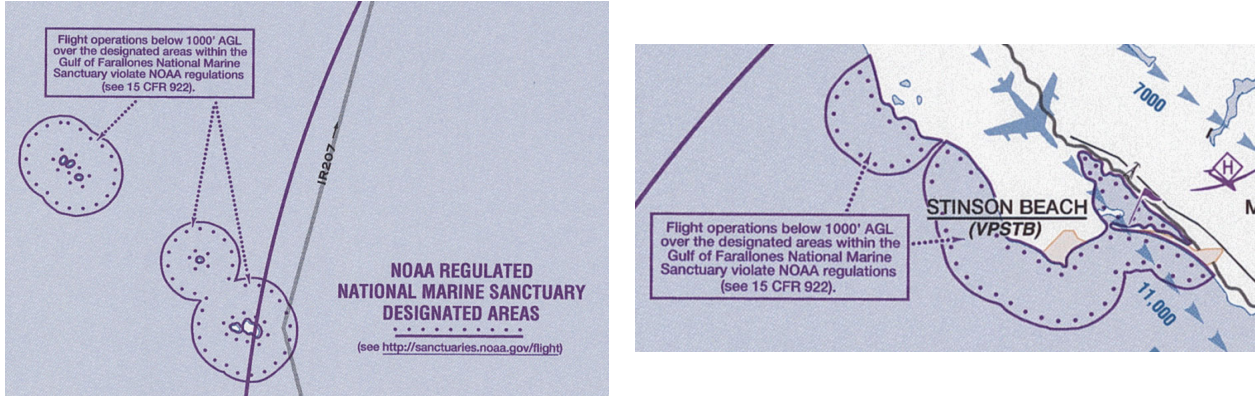 Flight operations below 1000' AGL
over the designated areas within the
Gulf of Farallones National Marine
Sanctuary violate NOAA regulations
(see 15 CFR 922).
IR207
NOAA REGULATED
NATIONAL MARINE SANCTUARY
DESIGNATED AREAS
(see http://sanctuaries.noaa.gov/flight)
7000
H
STINSON BEACH
(VPSTB)
M
Flight operations below 1000' AGL
over the designated areas within the
Gulf of Farallones National Marine
Sanctuary violate NOAA regulations
(see 15 CFR 922).
11,000